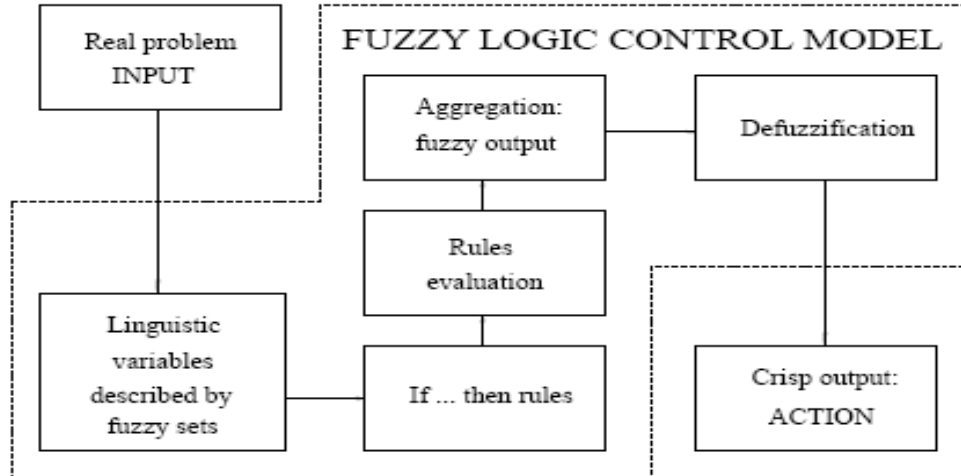 Real problem
INPUT
FUZZY LOGIC CONTROL MODEL
Aggregation:
fuzzy output
Defuzzification
Rules
evaluation
Linguistic
variables
described by
fuzzy sets
If ... then rules
Crisp output:
ACTION